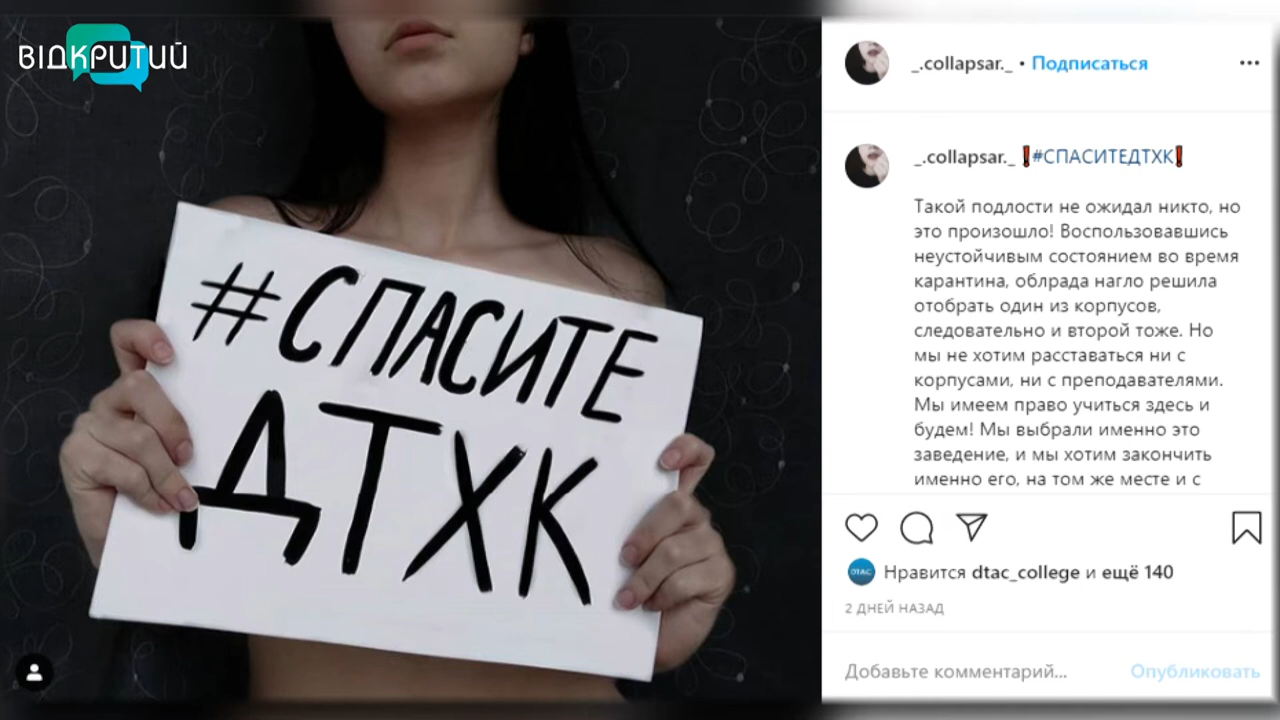 ВІДКРИТИЙ
#СПАСИТЕ
ДТХК
_.collapsar._ • Подписаться
_.collapsar._ ❗#СПАСИТЕДТХК❗
Такой подлости не ожидал никто, но
это произошло! Воспользовавшись
неустойчивым состоянием во время
карантина, облрада нагло решила
отобрать один из корпусов,
следовательно и второй тоже. Но
мы не хотим расставаться ни с
корпусами, ни с преподавателями.
Мы имеем право учиться здесь и
будем! Мы выбрали именно это
заведение, и мы хотим закончить
именно его, на том же месте и с
DTAC
Нравится dtac_college и ещё 140
2 ДНЕЙ НАЗАД
Добавьте комментарий... Опубликовать